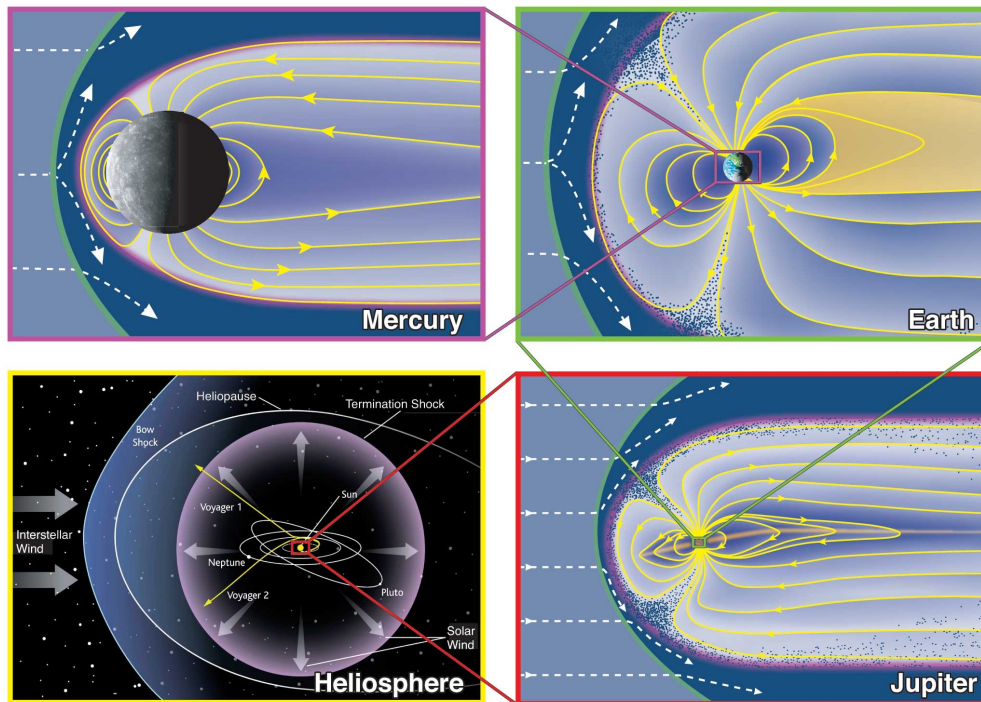 Mercury
Earth
Heliopause
Termination Shock
Bow
Shock
Sun
Voyager 1
Interstellar
Wind
Neptune
Voyager 2
Pluto
Solar
Wind
Heliosphere
Jupiter